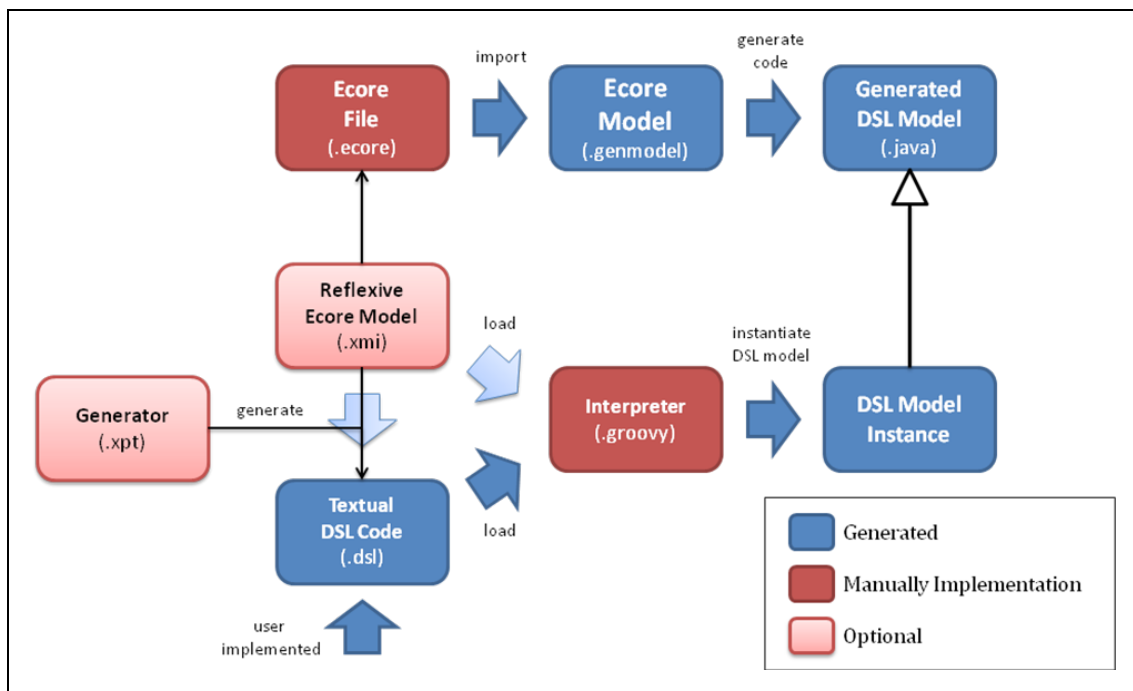 import
generate
code
Ecore
File
(.ecore)
Ecore
Model
(.genmodel)
Generated
DSL Model
(.java)
Reflexive
Ecore Model
(.xmi)
load
instantiate
DSL model
Generator
(.xpt)
generate
Interpreter
(.groovy)
DSL Model
Instance
Textual
DSL Code
(.dsl)
load
user
implemented
Generated
Manually Implementation
Optional